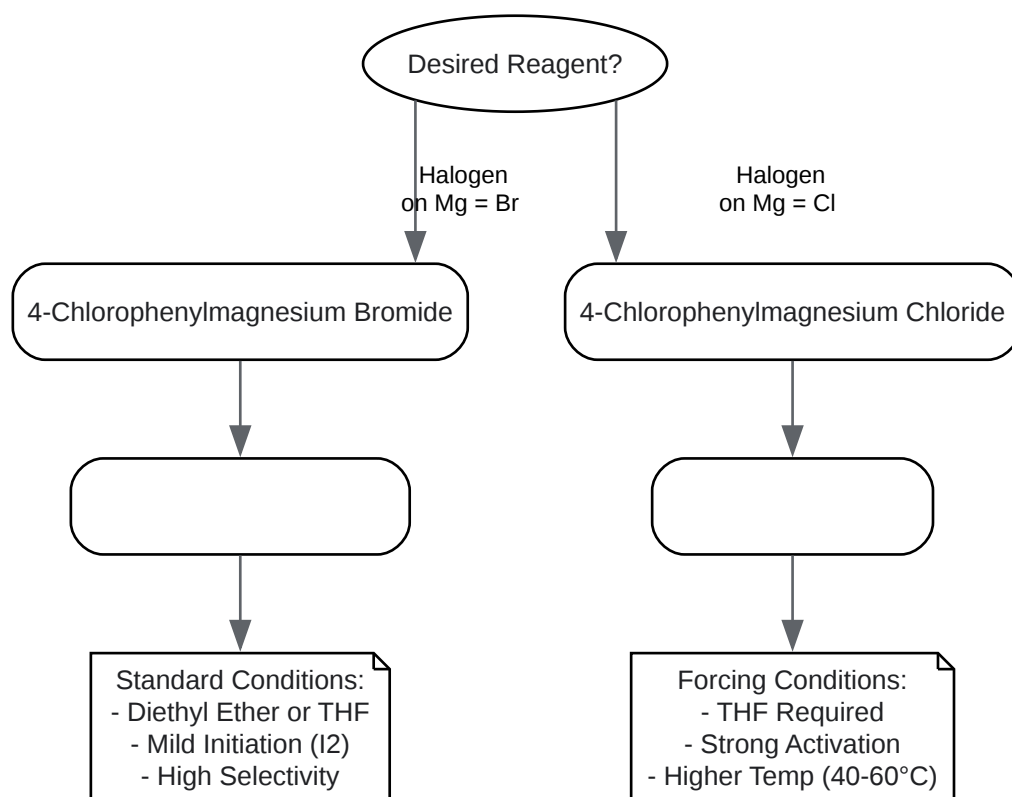 Desired Reagent?
Halogen
on Mg = Br
Halogen
on Mg = Cl
4-Chlorophenylmagnesium Bromide
4-Chlorophenylmagnesium Chloride
Standard Conditions:
- Diethyl Ether or THF
- Mild Initiation (I2)
- High Selectivity
Forcing Conditions:
- THF Required
- Strong Activation
- Higher Temp (40-60°C)